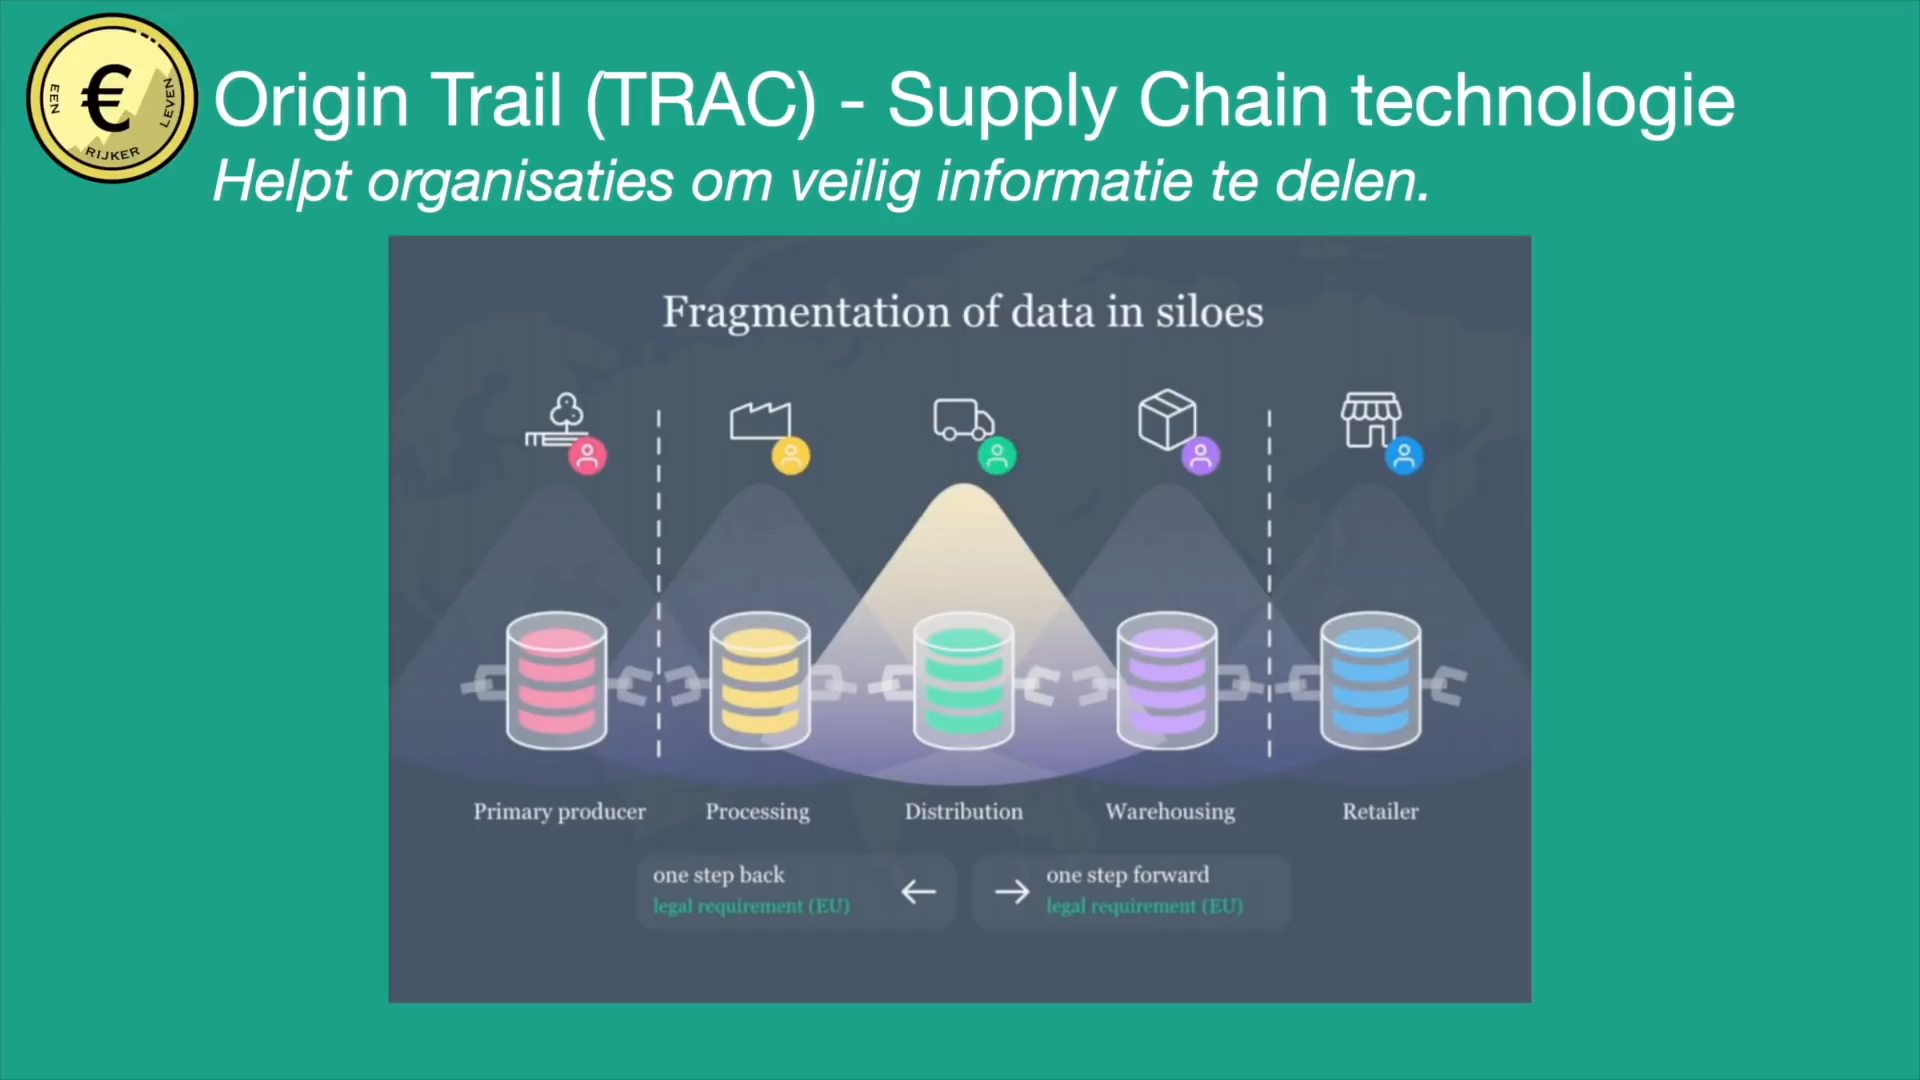 €
EEN RIJKER LEVEN
Origin Trail (TRAC) - Supply Chain technologie
Helpt organisaties om veilig informatie te delen.
Fragmentation of data in siloes
Primary producer
Processing
Distribution
Warehousing
Retailer
one step back
legal requirement (EU)
one step forward
legal requirement (EU)